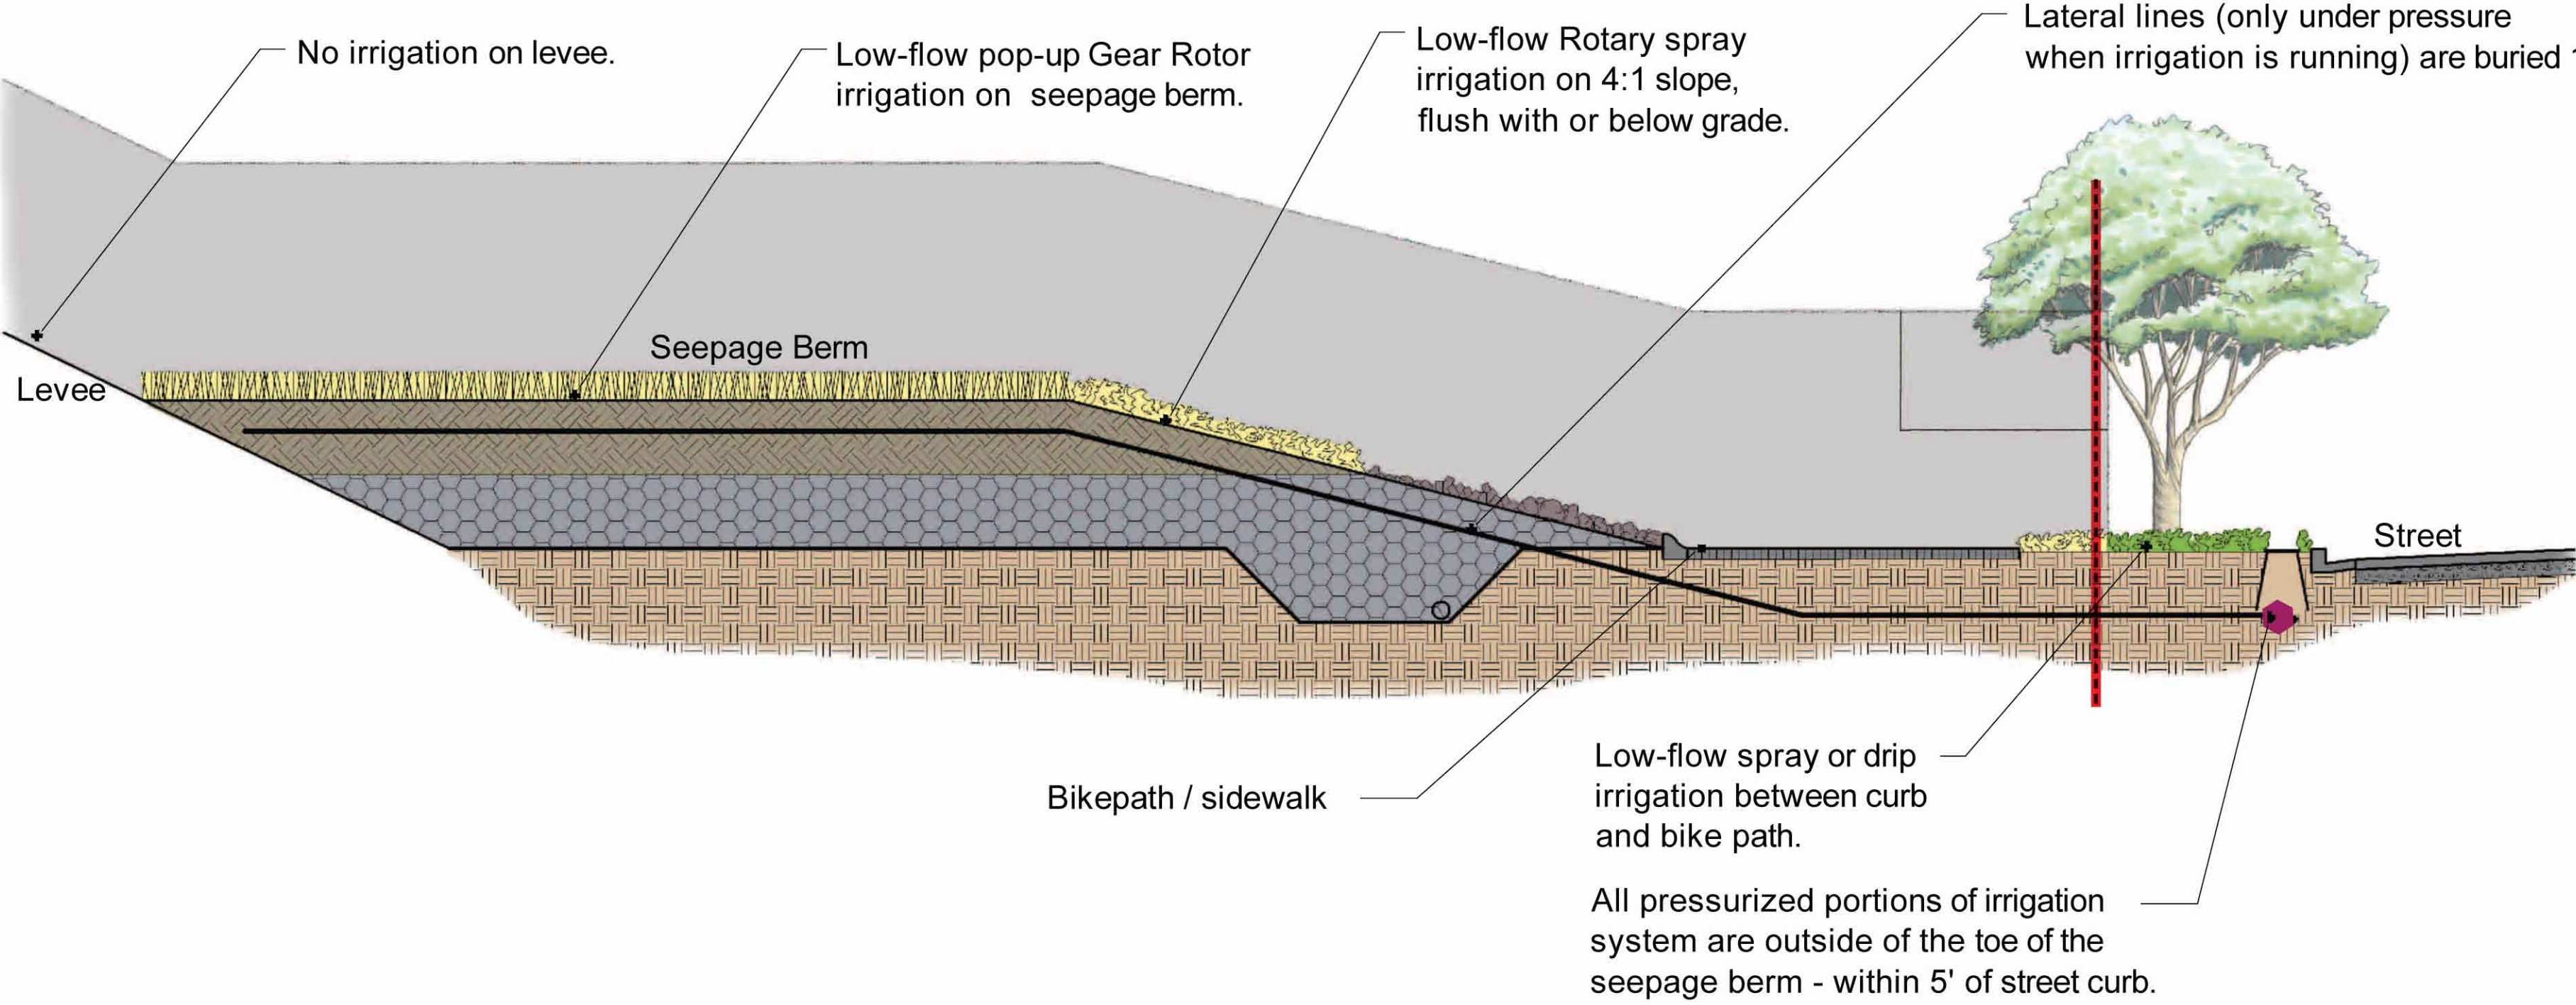 No irrigation on levee.
Low-flow pop-up Gear Rotor
irrigation on seepage berm.
Low-flow Rotary spray
irrigation on 4:1 slope,
flush with or below grade.
Lateral lines (only under pressure
when irrigation is running) are buried
Seepage Berm
Levee
Street
Bikepath / sidewalk
Low-flow spray or drip
irrigation between curb
and bike path.
All pressurized portions of irrigation
system are outside of the toe of the
seepage berm - within 5' of street curb.